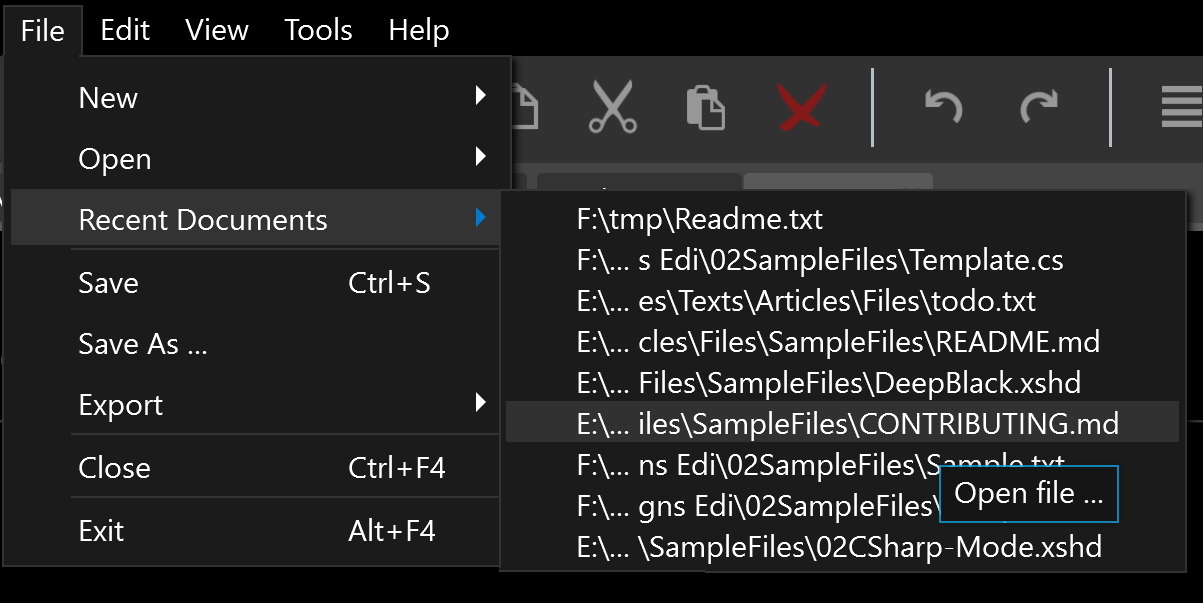 File Edit View Tools Help
New
Open
Recent Documents
Save Ctrl+S
Save As ...
Export
Close Ctrl+F4
Exit Alt+F4
F:\tmp\Readme.txt
F:\... s Edi\02SampleFiles\Template.cs
E:\... es\Texts\Articles\Files\todo.txt
E:\... cles\Files\SampleFiles\README.md
E:\... Files\SampleFiles\DeepBlack.xshd
E:\... iles\SampleFiles\CONTRIBUTING.md
F:\... ns Edi\02SampleFiles\Sample.txt
F:\... gns Edi\02SampleFiles\
Open file ...
E:\... \SampleFiles\02CSharp-Mode.xshd